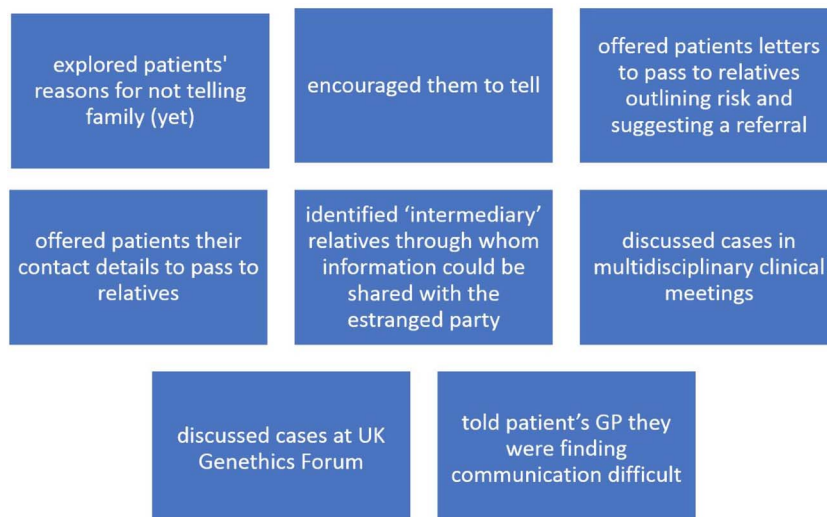 explored patients'
reasons for not telling
family (yet)
encouraged them to tell
offered patients letters
to pass to relatives
outlining risk and
suggesting a referral
offered patients their
contact details to pass to
relatives
identified ‘intermediary’
relatives through whom
information could be
shared with the
estranged party
discussed cases in
multidisciplinary clinical
meetings
discussed cases at UK
Genethics Forum
told patient’s GP they
were finding
communication difficult